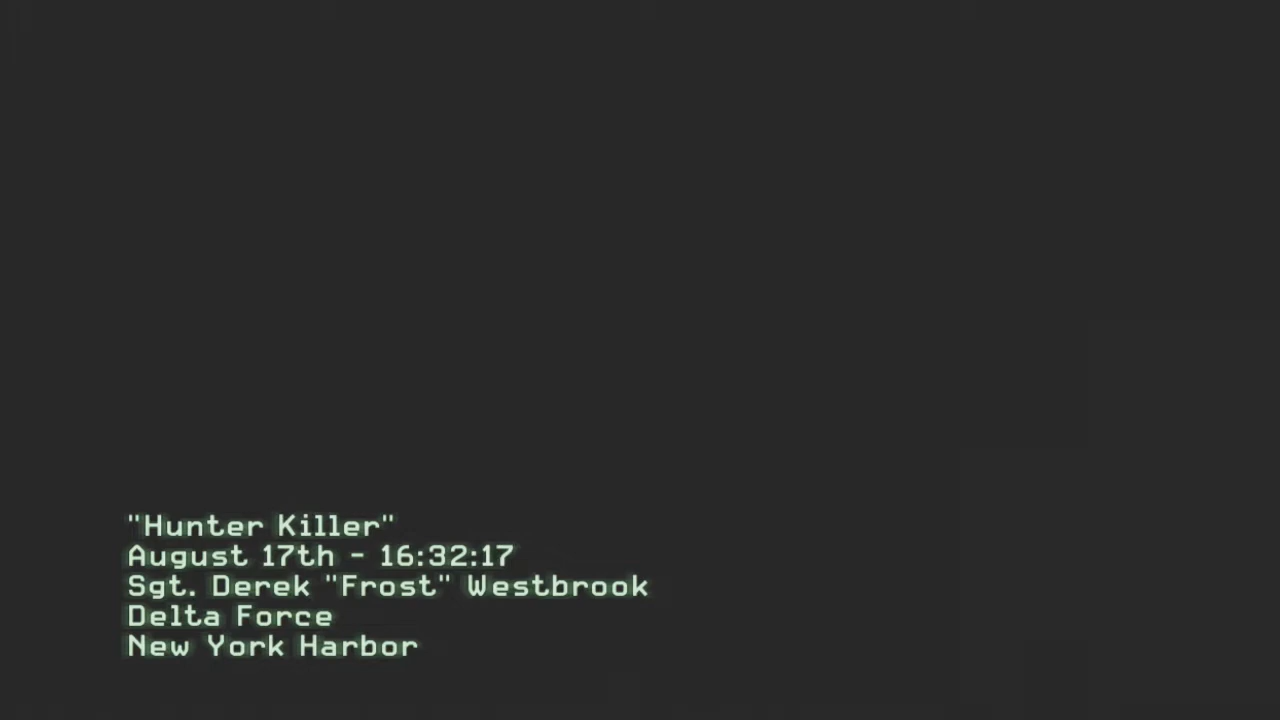 "Hunter Killer"
August 17th - 16:32:17
Sgt. Derek "Frost" Westbrook
Delta Force
New York Harbor